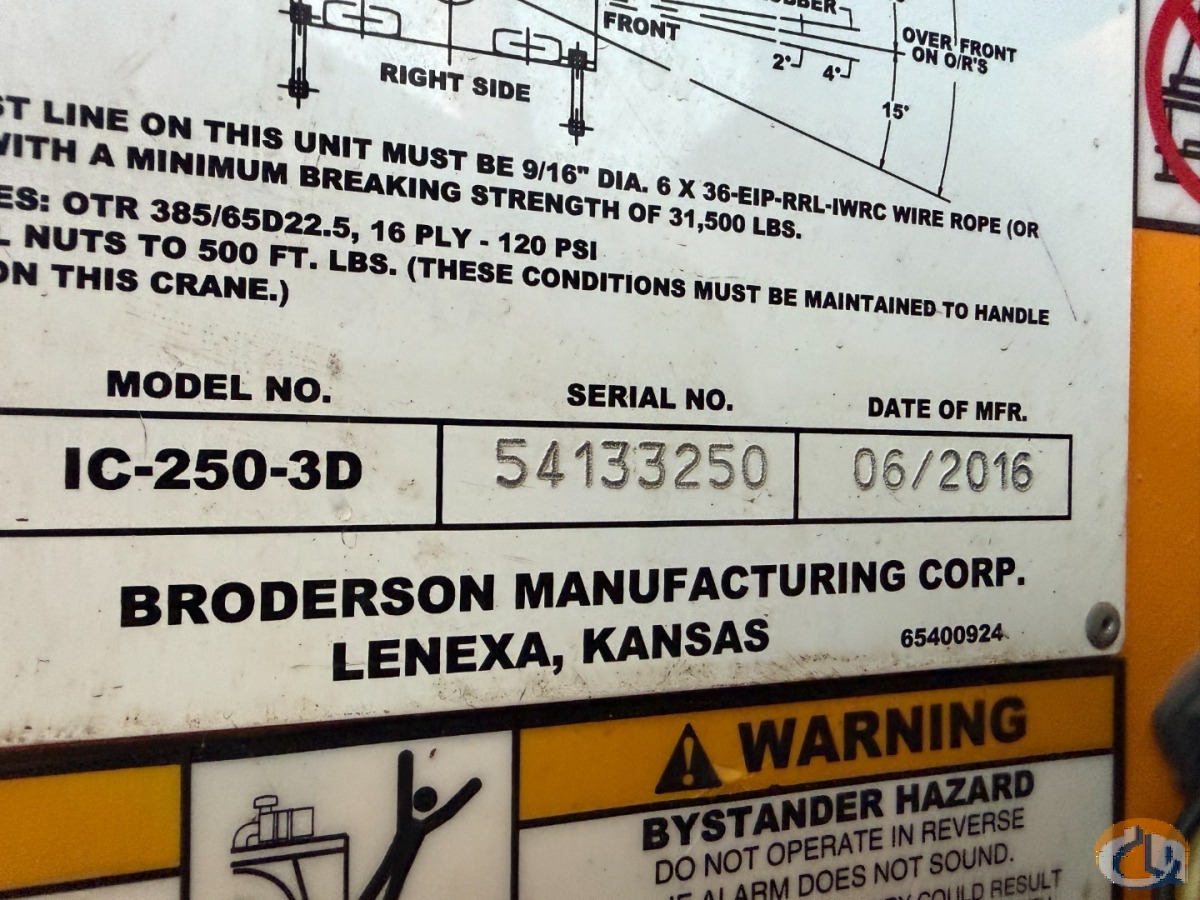 FRONT
OVER FRONT
ON O/R'S
2°
4°
15°
RIGHT SIDE
LINE ON THIS UNIT MUST BE 9/16" DIA. 6 X 36-EIP-RRL-IWRC WIRE ROPE (OR
WITH A MINIMUM BREAKING STRENGTH OF 31,500 LBS.
OTR 385/65D22.5, 16 PLY - 120 PSI
NUTS TO 500 FT. LBS. (THESE CONDITIONS MUST BE MAINTAINED TO HANDLE
ON THIS CRANE.)
MODEL NO. SERIAL NO. DATE OF MFR.
IC-250-3D 54133250 06/2016
BRODERSON MANUFACTURING CORP.
LENEXA, KANSAS 65400924
WARNING
BYSTANDER HAZARD
DO NOT OPERATE IN REVERSE
IF ALARM DOES NOT SOUND.
COULD RESULT